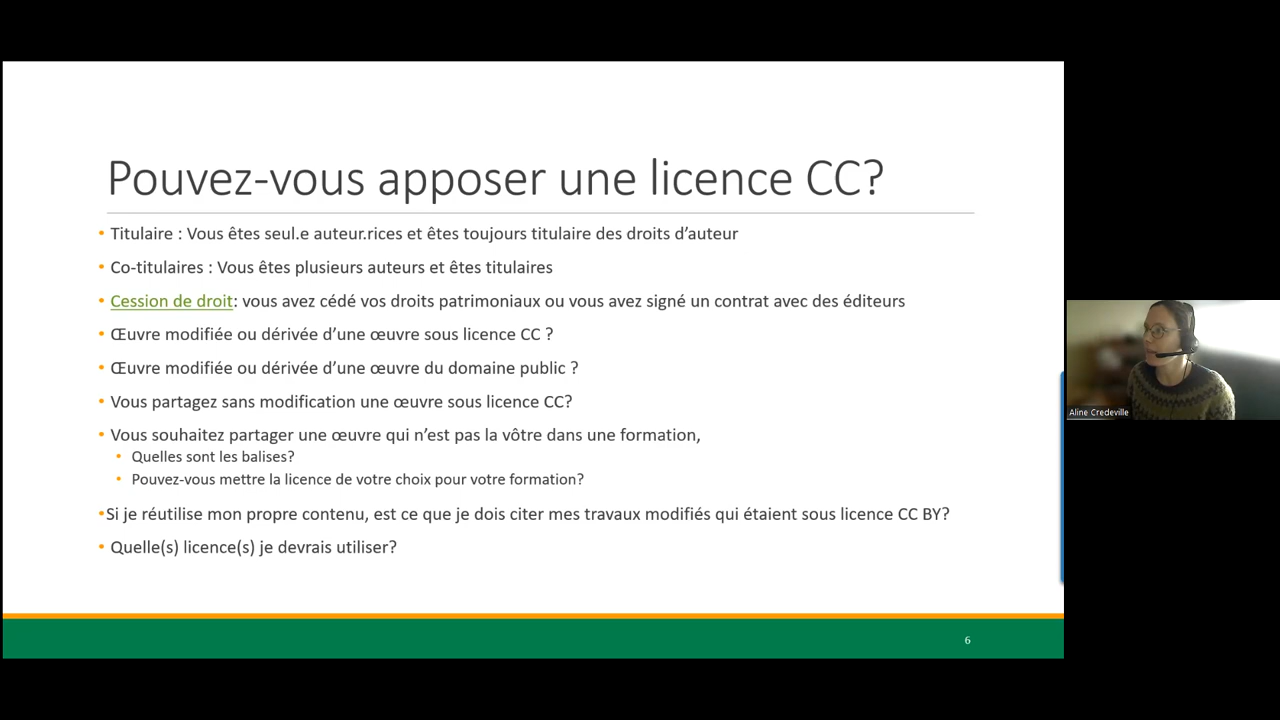 Pouvez-vous apposer une licence CC?
• Titulaire : Vous êtes seul.e auteur.rices et êtes toujours titulaire des droits d'auteur
• Co-titulaires : Vous êtes plusieurs auteurs et êtes titulaires
• Cession de droit: vous avez cédé vos droits patrimoniaux ou vous avez signé un contrat avec des éditeurs
• Œuvre modifiée ou dérivée d'une œuvre sous licence CC ?
• Œuvre modifiée ou dérivée d'une œuvre du domaine public ?
• Vous partagez sans modification une œuvre sous licence CC?
• Vous souhaitez partager une œuvre qui n'est pas la vôtre dans une formation,
• Quelles sont les balises?
• Pouvez-vous mettre la licence de votre choix pour votre formation?
•Si je réutilise mon propre contenu, est ce que je dois citer mes travaux modifiés qui étaient sous licence CC BY?
• Quelle(s) licence(s) je devrais utiliser?
6
Aline Credeville